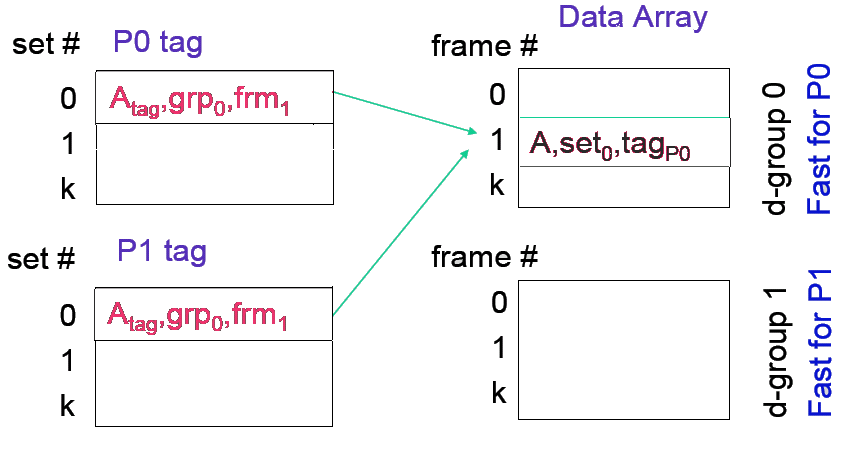 Data Array
set # P0 tag frame #
0 Atag,grp0,frm1 0
1 1 A,set0,tagP0
k k
d-group 0
Fast for P0
set # P1 tag frame #
0 Atag,grp0,frm1 0
1 1
k k
d-group 1
Fast for P1